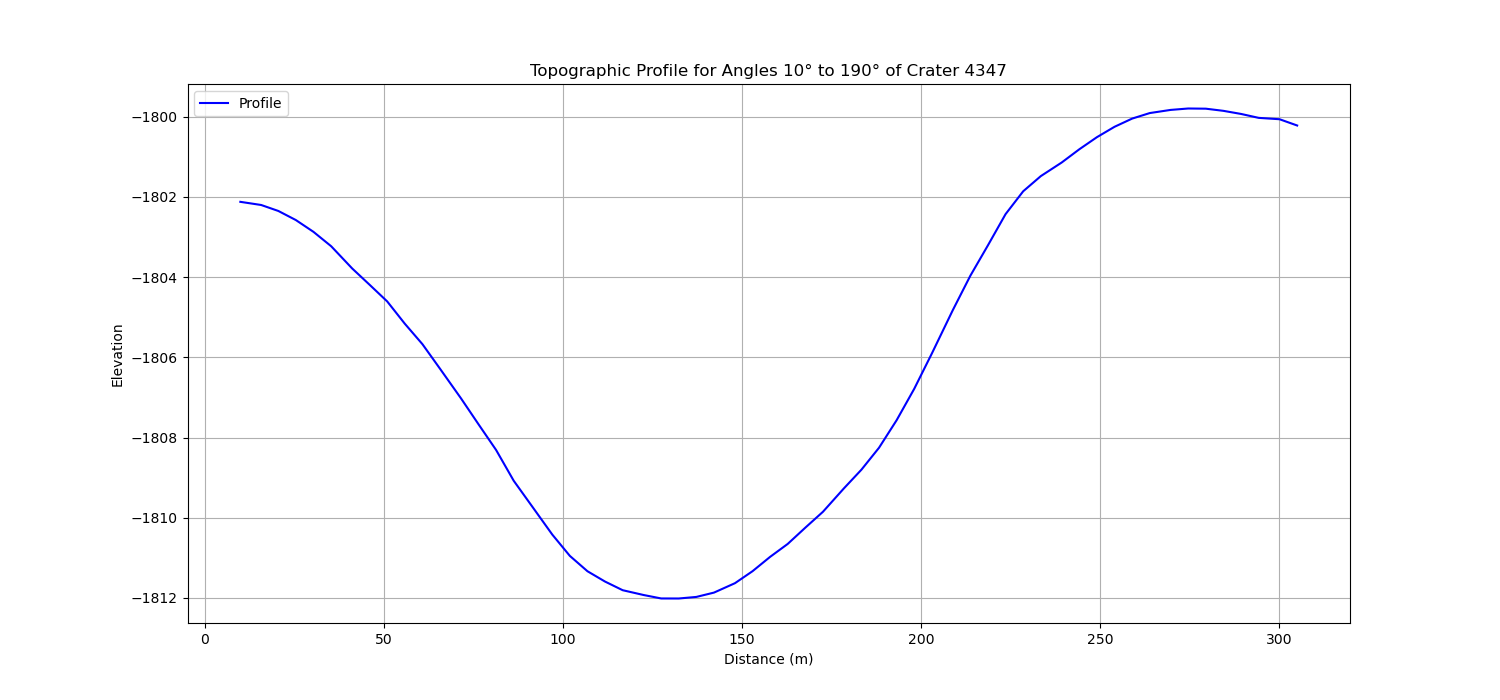 Topographic Profile for Angles 10° to 190° of Crater 4347
Profile
−1800
−1802
−1804
−1806
−1808
−1810
−1812
Elevation
0 50 100 150 200 250 300
Distance (m)